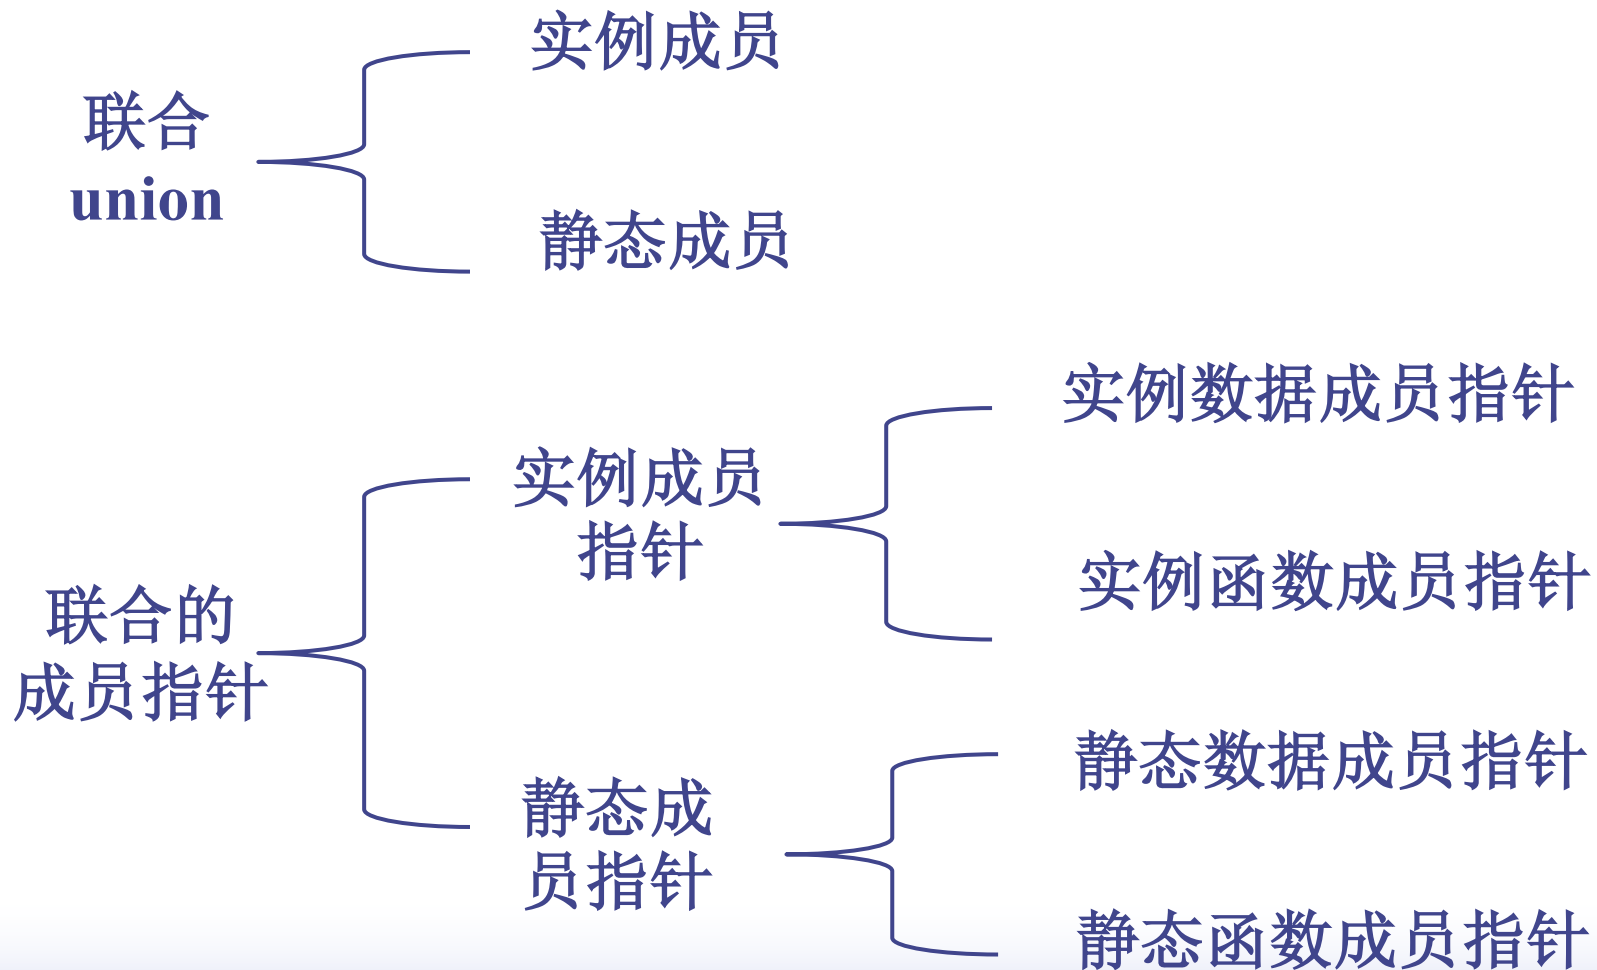 联合
union
实例成员
静态成员
联合的
成员指针
实例成员
指针
实例数据成员指针
实例函数成员指针
静态成
员指针
静态数据成员指针
静态函数成员指针